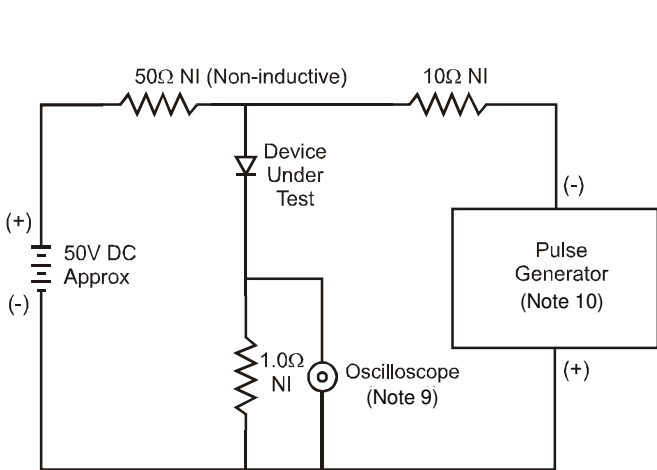 50Ω NI (Non-inductive)
10Ω NI
Device
Under
Test
(-)
(+)
50V DC
Approx
(-)
Pulse
Generator
(Note 10)
1.0Ω
NI
Oscilloscope
(Note 9)
(+)